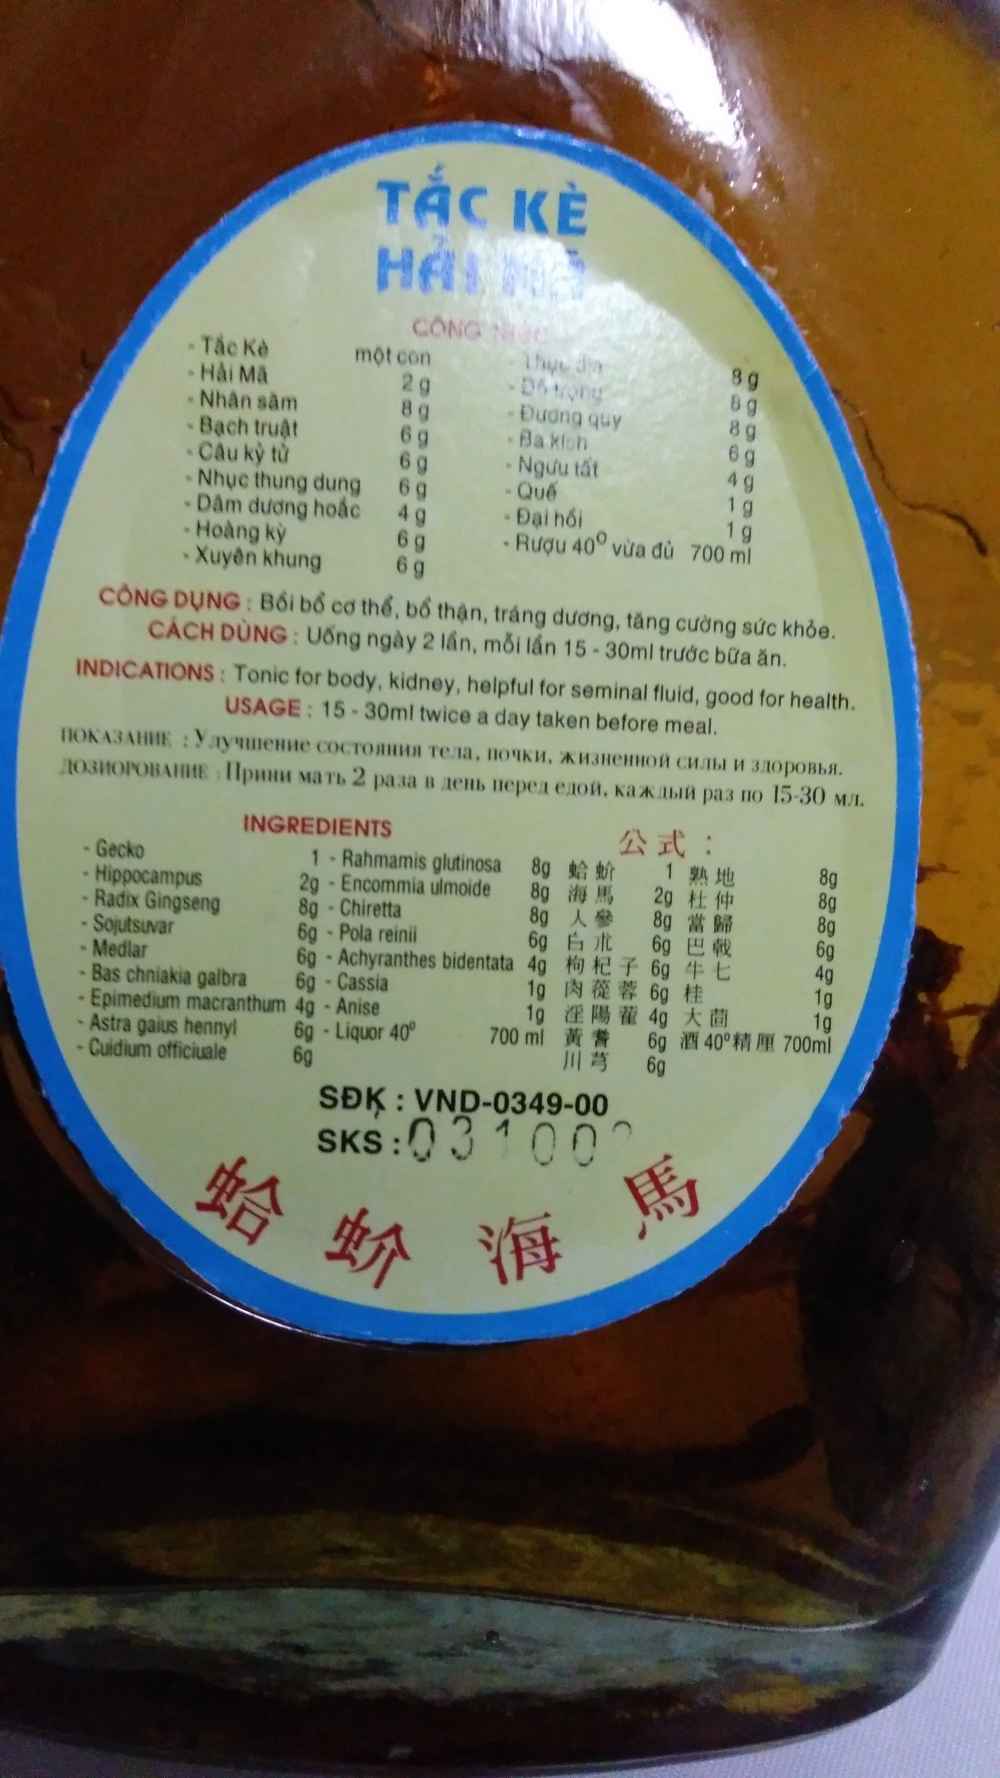 TẮC KÈ
HẢI MÃ
CÔNG
- Tắc Kè một con
- Hải Mã 2 g
- Nhân sâm 8 g
- Bạch truật 6 g
- Câu kỷ tử 6 g
- Nhục thung dung 6 g
- Dâm dương hoắc 4 g
- Hoàng kỳ 6 g
- Xuyên khung 6 g
- Thục địa 8 g
- Đỗ trọng 8 g
- Đương quy 8 g
- Ba kích 6 g
- Ngưu tất 4 g
- Quế 1 g
- Đại hồi 1 g
- Rượu 40⁰ vừa đủ 700 ml
CÔNG DỤNG : Bồi bổ cơ thể, bổ thận, tráng dương, tăng cường sức khỏe.
CÁCH DÙNG : Uống ngày 2 lần, mỗi lần 15 - 30ml trước bữa ăn.
INDICATIONS : Tonic for body, kidney, helpful for seminal fluid, good for health.
USAGE : 15 - 30ml twice a day taken before meal.
ПОКАЗАНИЕ : Улучшение состояния тела, почки, жизненной силы и здоровья.
ДОЗИОРОВАНИЕ : Прини мать 2 раза в день перед едой, каждый раз по 15-30 мл.
INGREDIENTS
- Gecko 1
- Hippocampus 2g
- Radix Gingseng 8g
- Sojutsuvar 6g
- Medlar 6g
- Bas chniakia galbra 6g
- Epimedium macranthum 4g
- Astra gaius hennyl 6g
- Cuidium officiuale 6g
- Rahmamis glutinosa 8g
- Encommia ulmoide 8g
- Chiretta 8g
- Pola reinii 6g
- Achyranthes bidentata 4g
- Cassia 1g
- Anise 1g
- Liquor 40⁰ 700 ml
公式：
蛤蚧 1
海馬 2g
人參 8g
白朮 6g
枸杞子 6g
肉蓯蓉 6g
淫陽藿 4g
黃耆 6g
川芎 6g
熟地 8g
杜仲 8g
當歸 8g
巴戟 6g
牛七 4g
桂 1g
大茴 1g
酒 40⁰精厘 700ml
SĐK : VND-0349-00
SKS : 03100
蛤蚧海馬